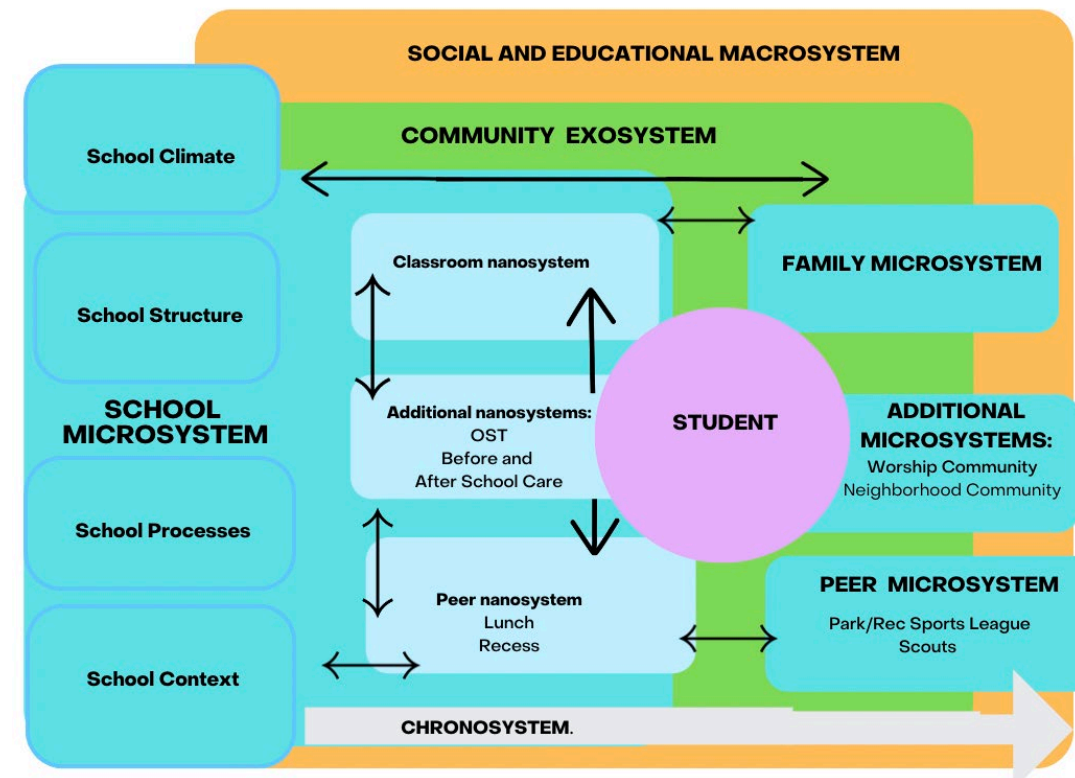 SOCIAL AND EDUCATIONAL MACROSYSTEM
COMMUNITY EXOSYSTEM
School Climate
School Structure
SCHOOL
MICROSYSTEM
School Processes
School Context
Classroom nanosystem
Additional nanosystems:
OST
Before and
After School Care
Peer nanosystem
Lunch
Recess
STUDENT
FAMILY MICROSYSTEM
ADDITIONAL
MICROSYSTEMS:
Worship Community
Neighborhood Community
PEER MICROSYSTEM
Park/Rec Sports League
Scouts
CHRONOSYSTEM.